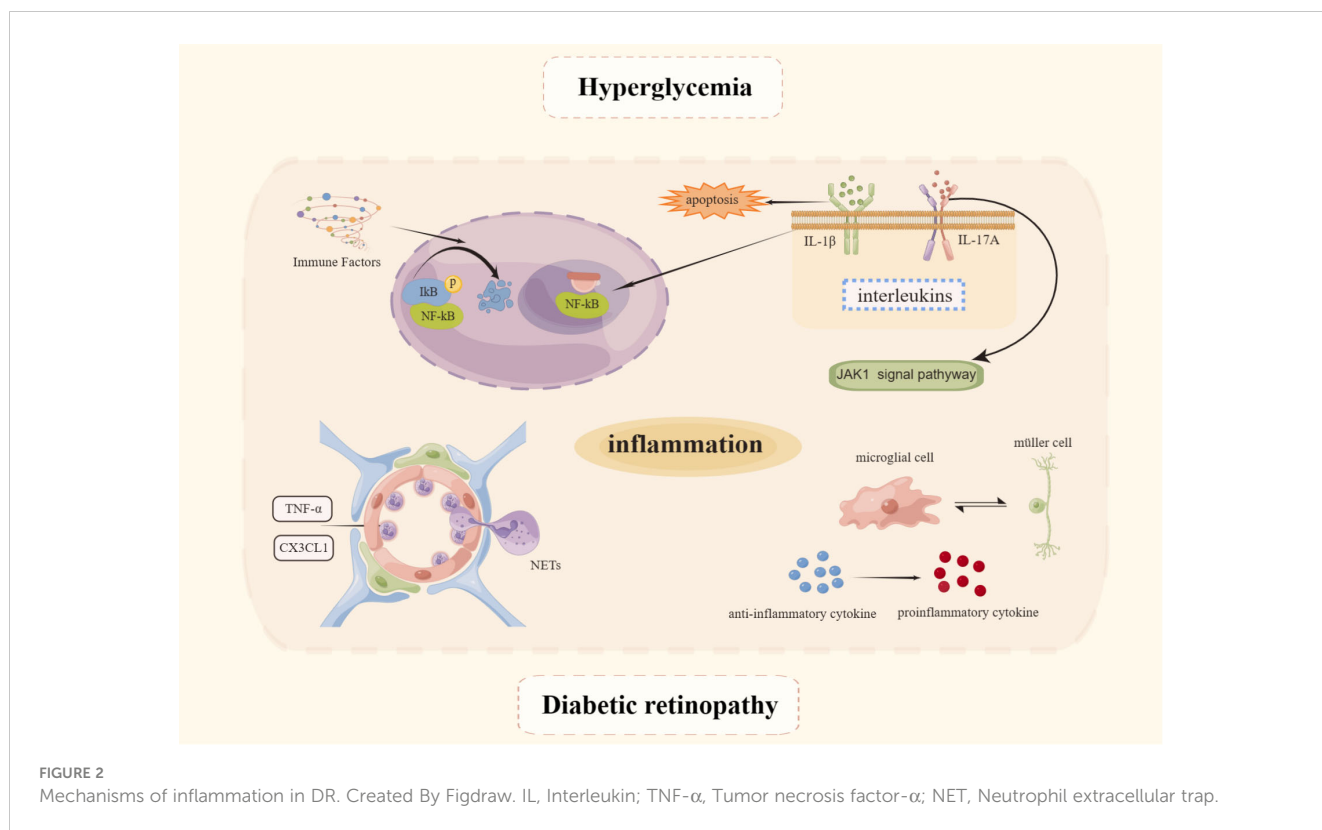 Hyperglycemia
Immune Factors
IkB
P
NF-kB
NF-kB
apoptosis
IL-1β
IL-17A
interleukins
JAK1 signal pathyway
inflammation
TNF-α
CX3CL1
NETs
microglial cell
müller cell
anti-inflammatory cytokine
proinflammatory cytokine
Diabetic retinopathy
FIGURE 2
Mechanisms of inflammation in DR. Created By Figdraw. IL, Interleukin; TNF-α, Tumor necrosis factor-α; NET, Neutrophil extracellular trap.